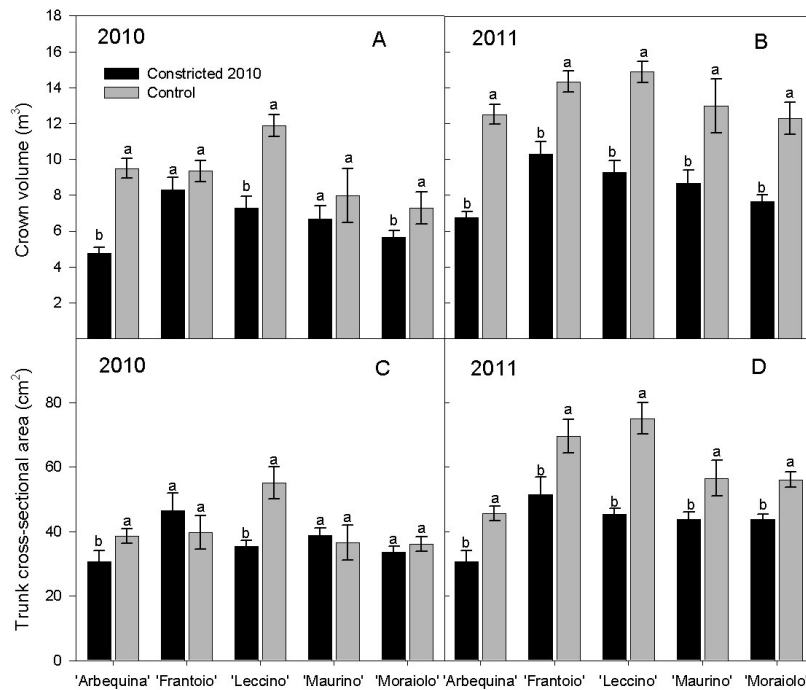 2010
A
2011
B
Constricted 2010
Control
Crown volume (m³)
18
16
14
12
10
8
6
4
2
b a a a b a a a b a
b a b a b a b a b a
2010
C
2011
D
Trunk cross-sectional area (cm²)
80
60
40
20
0
b a a a b a a a a a
b a b a b a b a b a
'Arbequina' 'Frantoio' 'Leccino' 'Maurino' 'Moraiolo' 'Arbequina' 'Frantoio' 'Leccino' 'Maurino' 'Moraiolo'